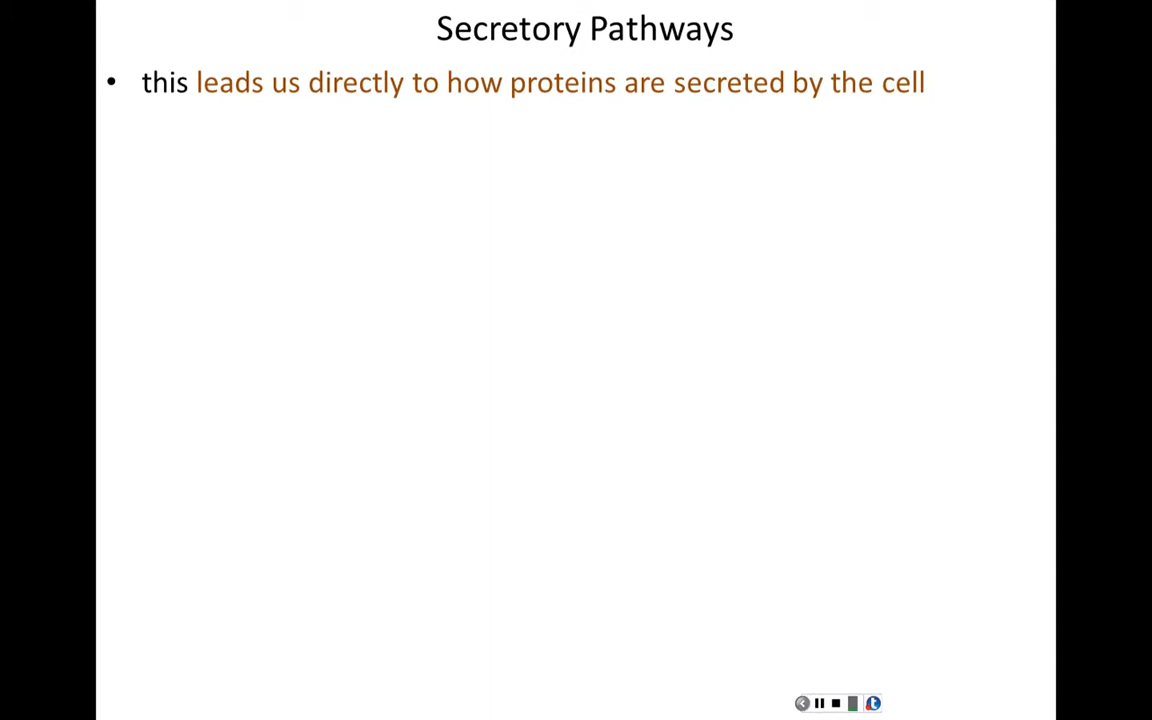 Secretory Pathways
• this leads us directly to how proteins are secreted by the cell